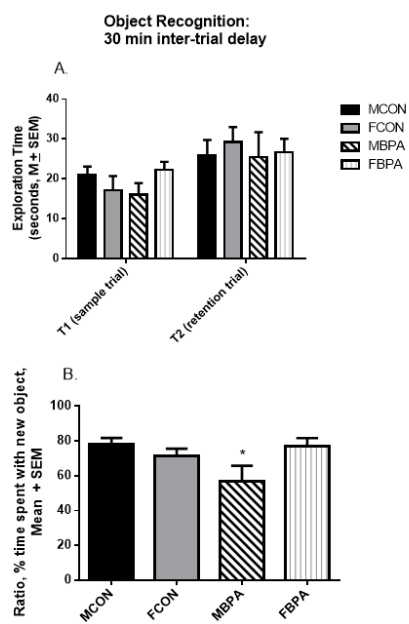 Object Recognition:
30 min inter-trial delay
A.
Exploration Time
(seconds, M ± SEM)
40
30
20
10
0
T1 (sample trial)
T2 (retention trial)
MCON
FCON
MBPA
FBPA
B.
Ratio, % time spent with new object,
Mean + SEM
100
80
60
40
20
0
*
MCON
FCON
MBPA
FBPA